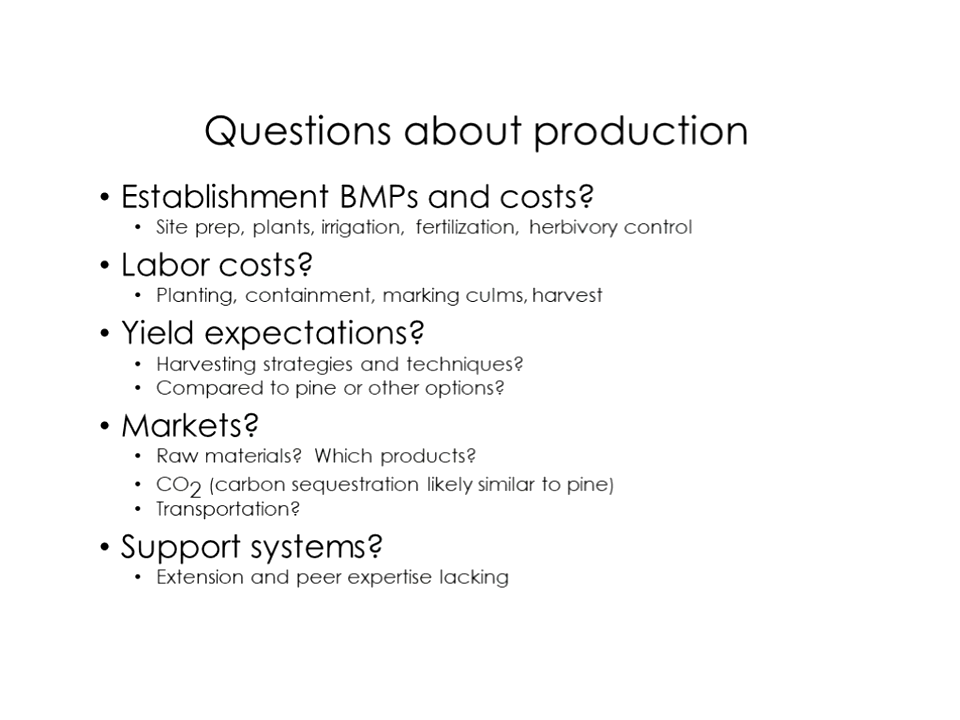 Questions about production
• Establishment BMPs and costs?
• Site prep, plants, irrigation, fertilization, herbivory control
• Labor costs?
• Planting, containment, marking culms, harvest
• Yield expectations?
• Harvesting strategies and techniques?
• Compared to pine or other options?
• Markets?
• Raw materials? Which products?
• CO2 (carbon sequestration likely similar to pine)
• Transportation?
• Support systems?
• Extension and peer expertise lacking